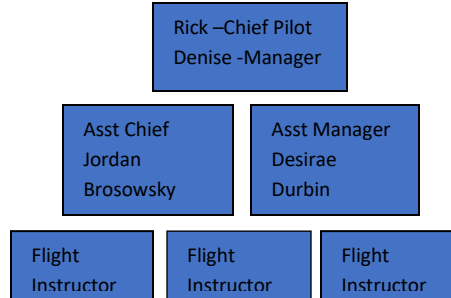 Rick –Chief Pilot
Denise -Manager
Asst Chief
Jordan
Brosowsky
Asst Manager
Desirae
Durbin
Flight
Instructor
Flight
Instructor
Flight
Instructor